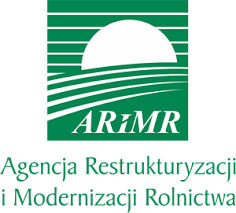 ARiMR
Agencja Restrukturyzacji
i Modernizacji Rolnictwa